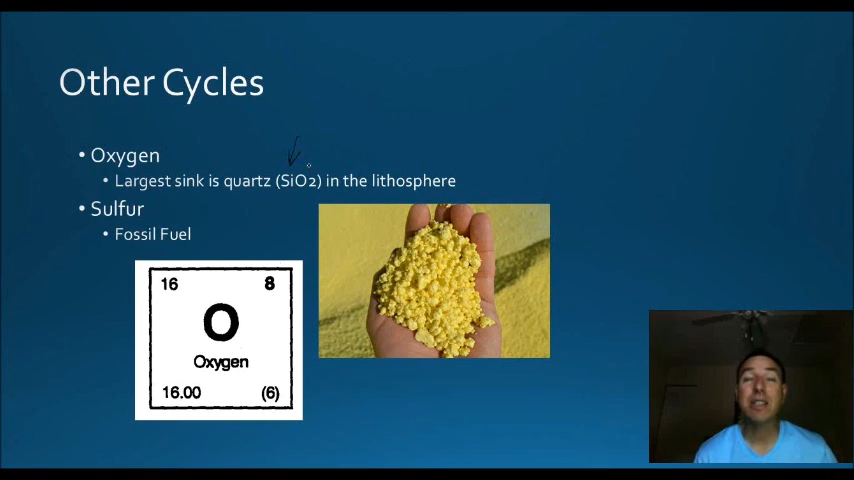 Other Cycles
• Oxygen
• Largest sink is quartz (SiO2) in the lithosphere
• Sulfur
• Fossil Fuel
16 8
O
Oxygen
16.00 (6)